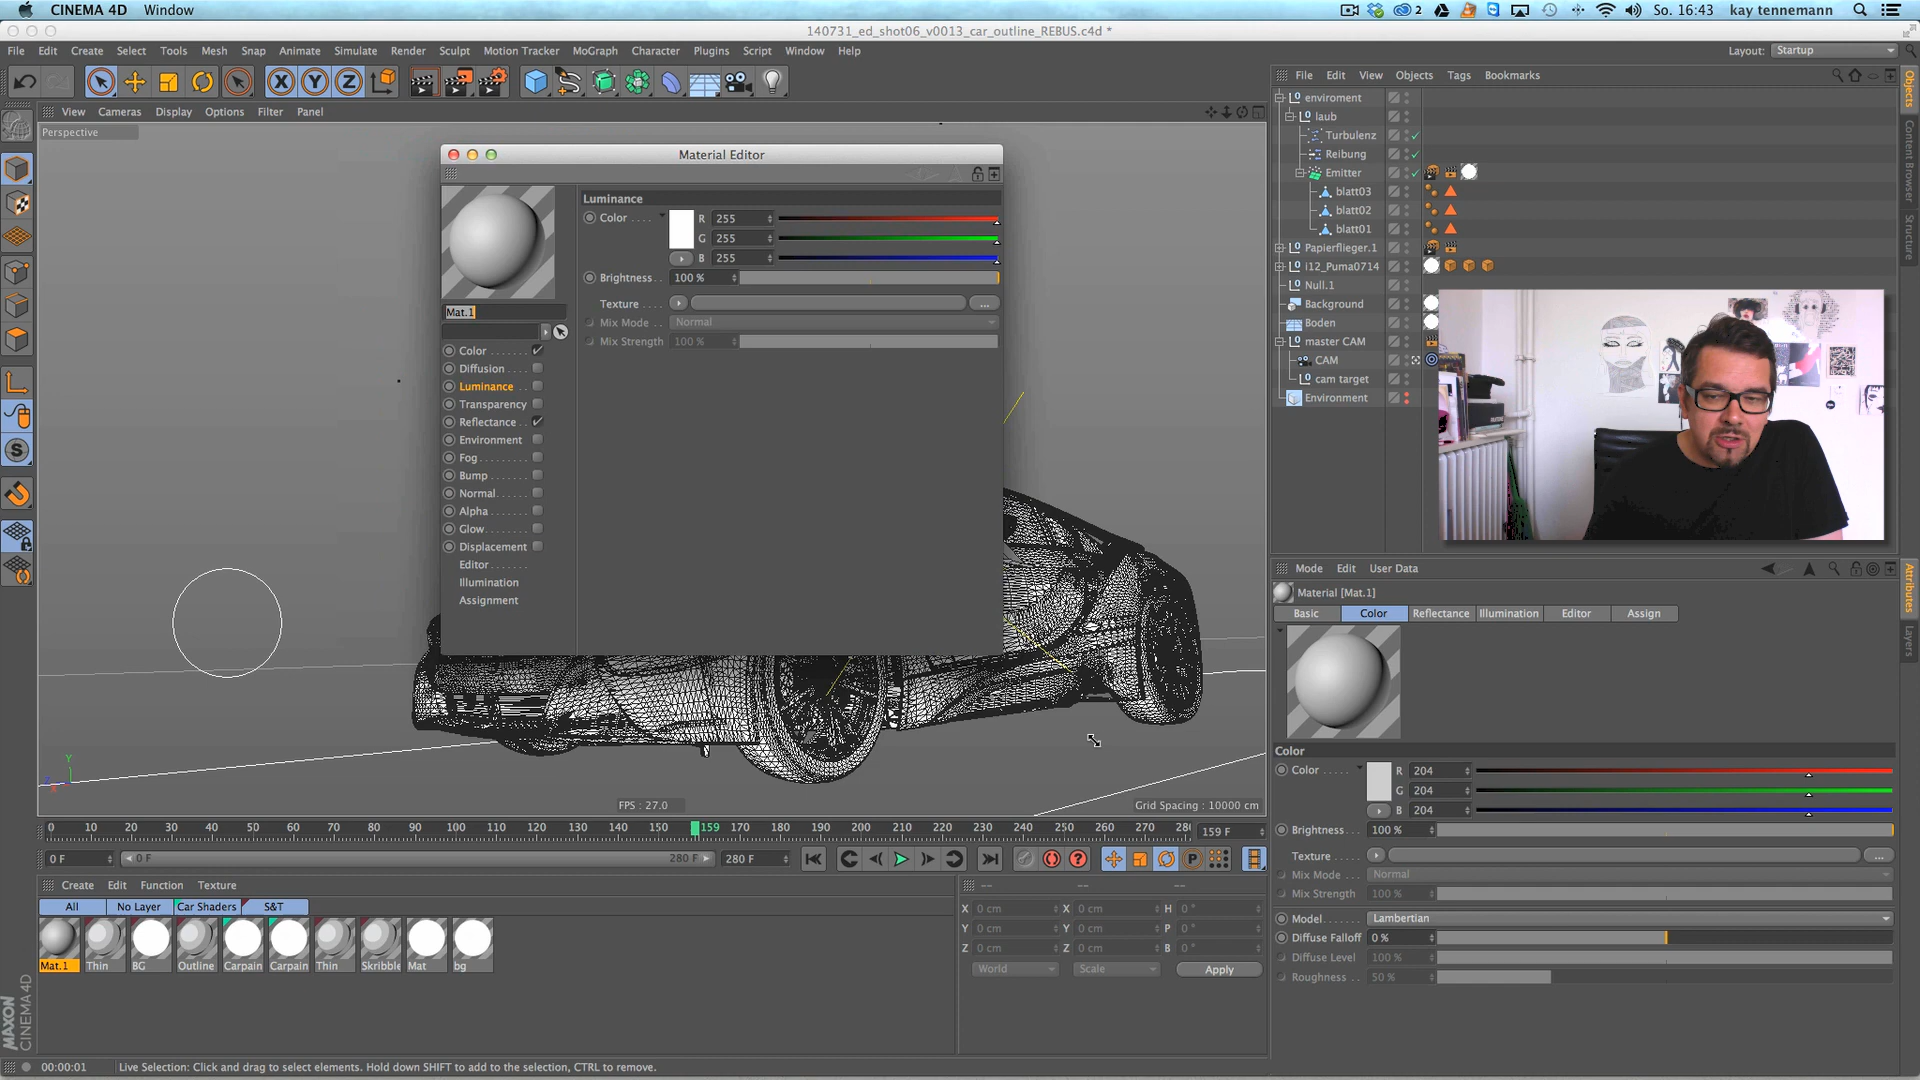 CINEMA 4D Window
2 So. 16:43 kay tennemann
140731_ed_shot06_v0013_car_outline_REBUS.c4d *
File Edit Create Select Tools Mesh Snap Animate Simulate Render Sculpt Motion Tracker MoGraph Character Plugins Script Window Help
Layout: Startup
X Y Z
File Edit View Objects Tags Bookmarks
View Cameras Display Options Filter Panel
Perspective
Material Editor
Luminance
Color R 255
G 255
B 255
Brightness 100 %
Texture ...
Mix Mode Normal
Mix Strength 100 %
Mat.1
Color
Diffusion
Luminance
Transparency
Reflectance
Environment
Fog
Bump
Normal
Alpha
Glow
Displacement
Editor
Illumination
Assignment
enviroment
laub
Turbulenz
Reibung
Emitter
blatt03
blatt02
blatt01
Papierflieger.1
i12_Puma0714
Null.1
Background
Boden
master CAM
CAM
cam target
Environment
Objects
Content Browser
Structure
Attributes
Layers
Mode Edit User Data
Material [Mat.1]
Basic Color Reflectance Illumination Editor Assign
Color
Color R 204
G 204
B 204
Brightness 100 %
Texture ...
Mix Mode Normal
Mix Strength 100 %
Model Lambertian
Diffuse Falloff 0 %
Diffuse Level 100 %
Roughness 50 %
Y
Z
X
FPS : 27.0
Grid Spacing : 10000 cm
0 10 20 30 40 50 60 70 80 90 100 110 120 130 140 150 159 170 180 190 200 210 220 230 240 250 260 270 28 159 F
0 F 0 F 280 F 280 F
Create Edit Function Texture
All No Layer Car Shaders S&T
Mat.1 Thin BG Outline Carpain Carpain Thin Skribble Mat bg
-- -- --
X 0 cm X 0 cm H 0 °
Y 0 cm Y 0 cm P 0 °
Z 0 cm Z 0 cm B 0 °
World Scale Apply
MAXON
CINEMA 4D
00:00:01 Live Selection: Click and drag to select elements. Hold down SHIFT to add to the selection, CTRL to remove.